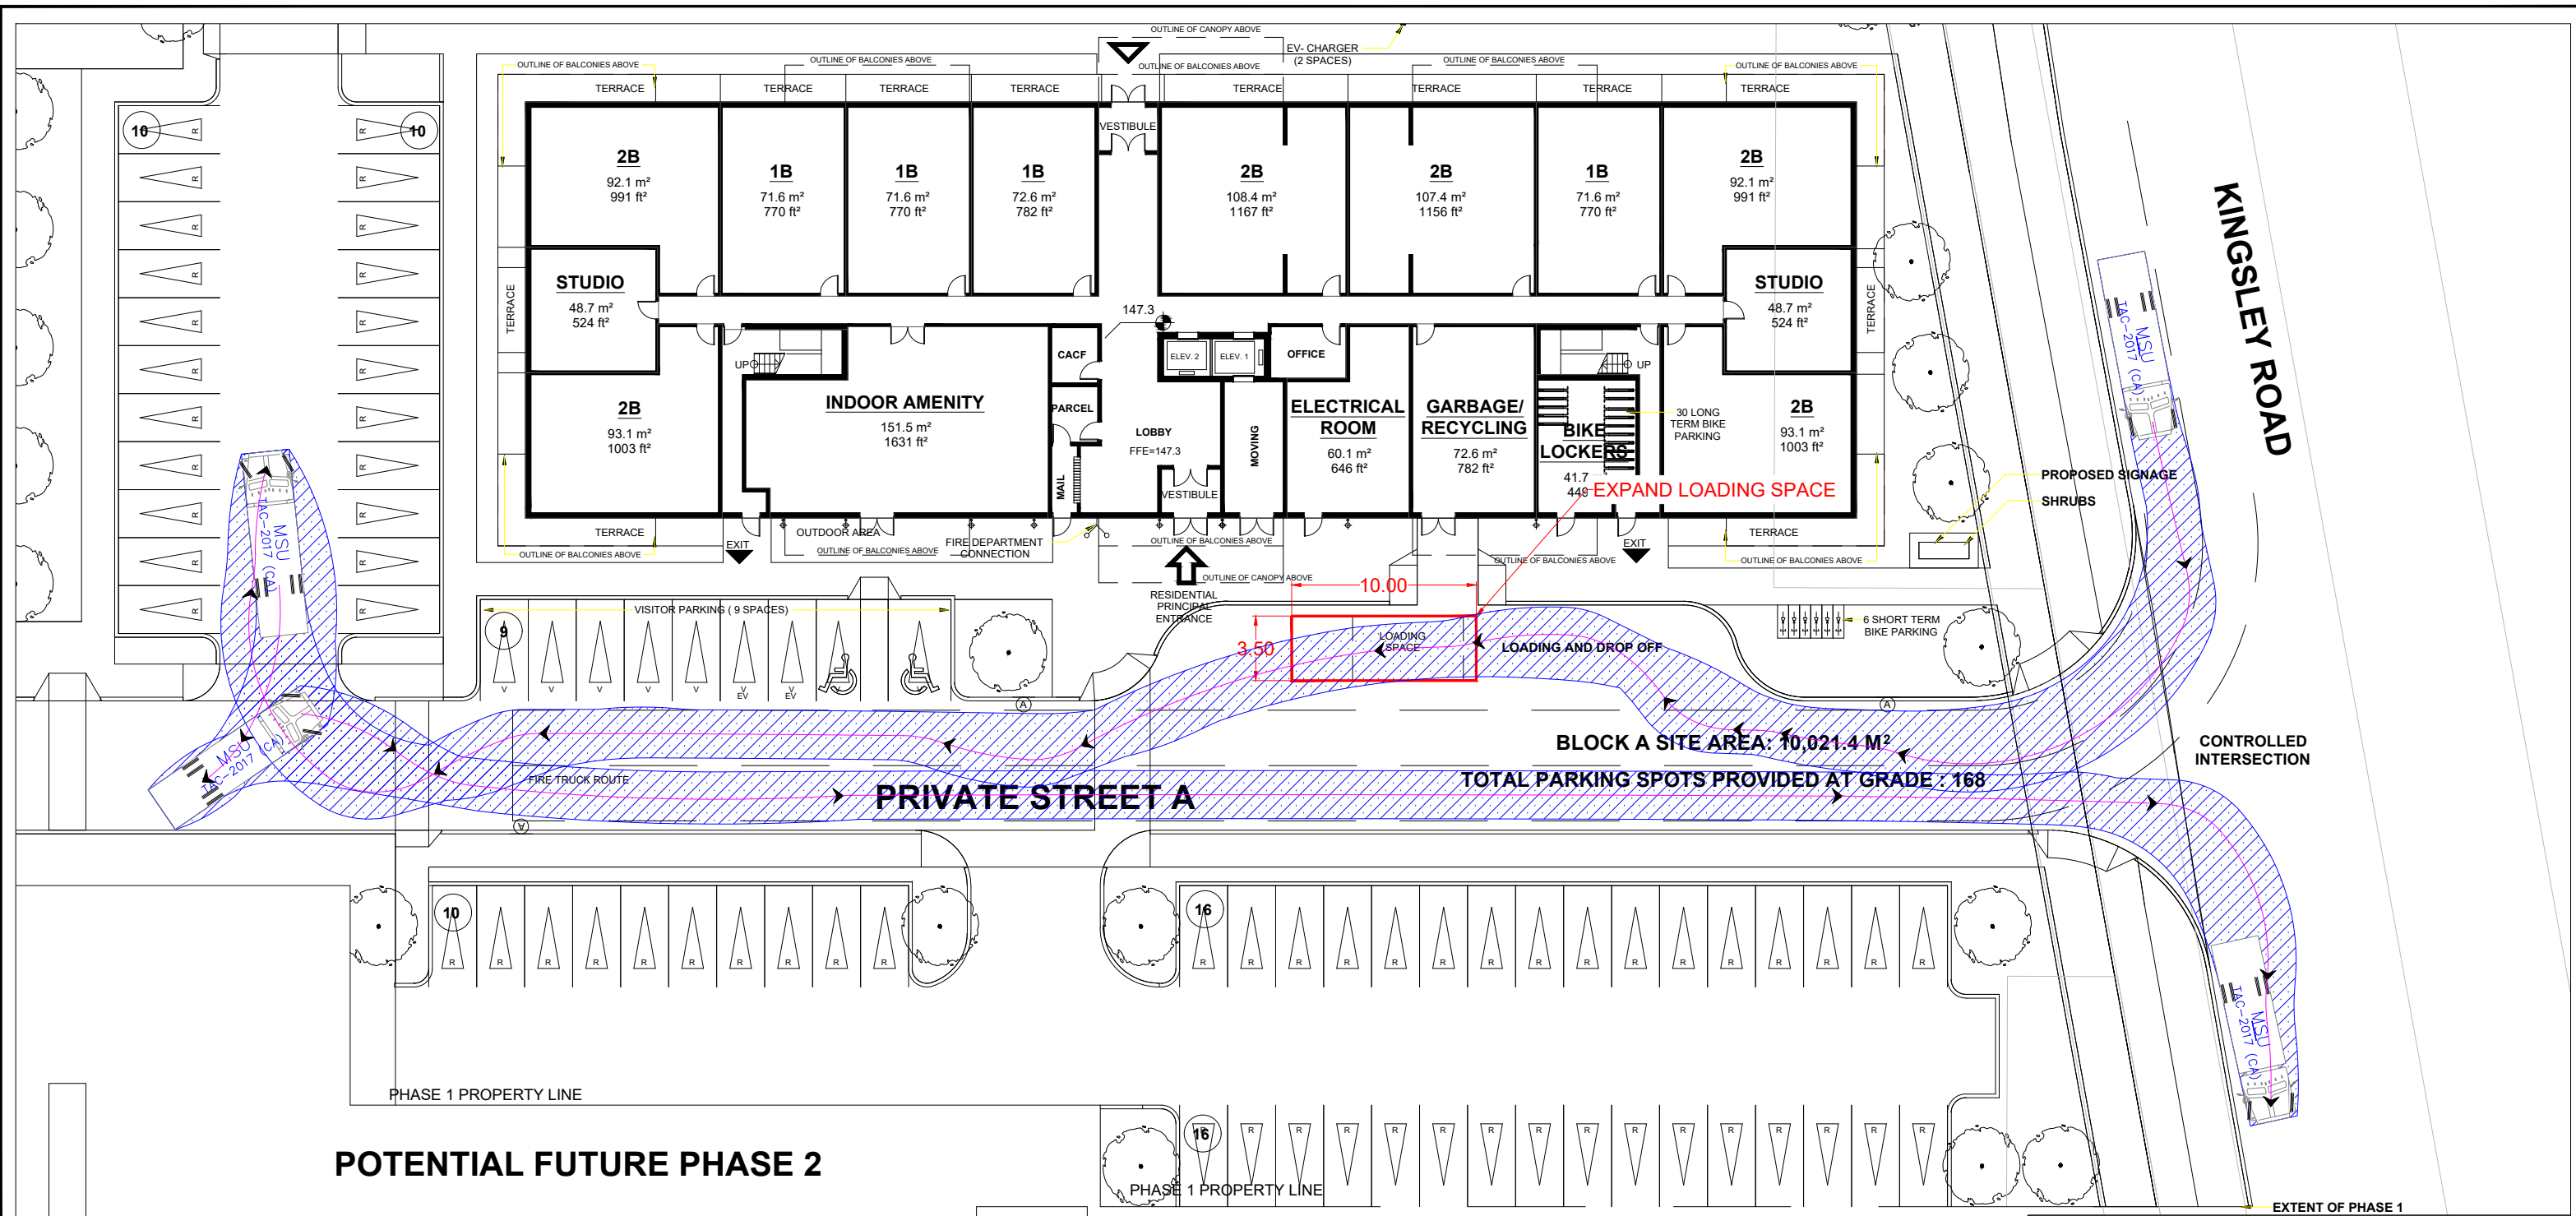 OUTLINE OF CANOPY ABOVE
EV- CHARGER
(2 SPACES)
OUTLINE OF BALCONIES ABOVE
OUTLINE OF BALCONIES ABOVE
OUTLINE OF BALCONIES ABOVE
OUTLINE OF BALCONIES ABOVE
OUTLINE OF BALCONIES ABOVE
TERRACE
TERRACE
TERRACE
TERRACE
TERRACE
TERRACE
TERRACE
TERRACE
10
10
VESTIBULE
2B
92.1 m²
991 ft²
1B
71.6 m²
770 ft²
1B
71.6 m²
770 ft²
1B
72.6 m²
782 ft²
2B
108.4 m²
1167 ft²
2B
107.4 m²
1156 ft²
1B
71.6 m²
770 ft²
2B
92.1 m²
991 ft²
KINGSLEY ROAD
STUDIO
48.7 m²
524 ft²
STUDIO
48.7 m²
524 ft²
TERRACE
TERRACE
147.3
UP
CACF
ELEV. 2
ELEV. 1
OFFICE
UP
MSU
TAC-2017 (CA)
2B
93.1 m²
1003 ft²
INDOOR AMENITY
151.5 m²
1631 ft²
PARCEL
MAIL
LOBBY
FFE=147.3
VESTIBULE
MOVING
ELECTRICAL
ROOM
60.1 m²
646 ft²
GARBAGE/
RECYCLING
72.6 m²
782 ft²
BIKE
LOCKERS
41.7
449
30 LONG
TERM BIKE
PARKING
2B
93.1 m²
1003 ft²
EXPAND LOADING SPACE
PROPOSED SIGNAGE
SHRUBS
TERRACE
OUTLINE OF BALCONIES ABOVE
EXIT
OUTDOOR AREA
OUTLINE OF BALCONIES ABOVE
FIRE DEPARTMENT
CONNECTION
OUTLINE OF BALCONIES ABOVE
OUTLINE OF CANOPY ABOVE
RESIDENTIAL
PRINCIPAL
ENTRANCE
OUTLINE OF BALCONIES ABOVE
EXIT
TERRACE
OUTLINE OF BALCONIES ABOVE
MSU
TAC-2017 (CA)
VISITOR PARKING ( 9 SPACES)
9
V
V
V
V
V
V
EV
V
EV
V
V
10.00
3.50
LOADING
SPACE
LOADING AND DROP OFF
6 SHORT TERM
BIKE PARKING
A
A
MSU
TAC-2017 (CA)
BLOCK A SITE AREA: 10,021.4 M²
CONTROLLED
INTERSECTION
FIRE TRUCK ROUTE
TOTAL PARKING SPOTS PROVIDED AT GRADE : 168
PRIVATE STREET A
A
10
R R R R R R R R R R
16
R R R R R R R R R R R R R R R R
MSU
TAC-2017 (CA)
PHASE 1 PROPERTY LINE
16
R R R R R R R R R R R R R R R R
POTENTIAL FUTURE PHASE 2
PHASE 1 PROPERTY LINE
EXTENT OF PHASE 1